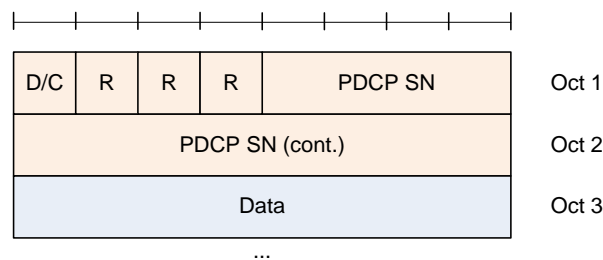 D/C R R R PDCP SN Oct 1
PDCP SN (cont.) Oct 2
Data Oct 3
...